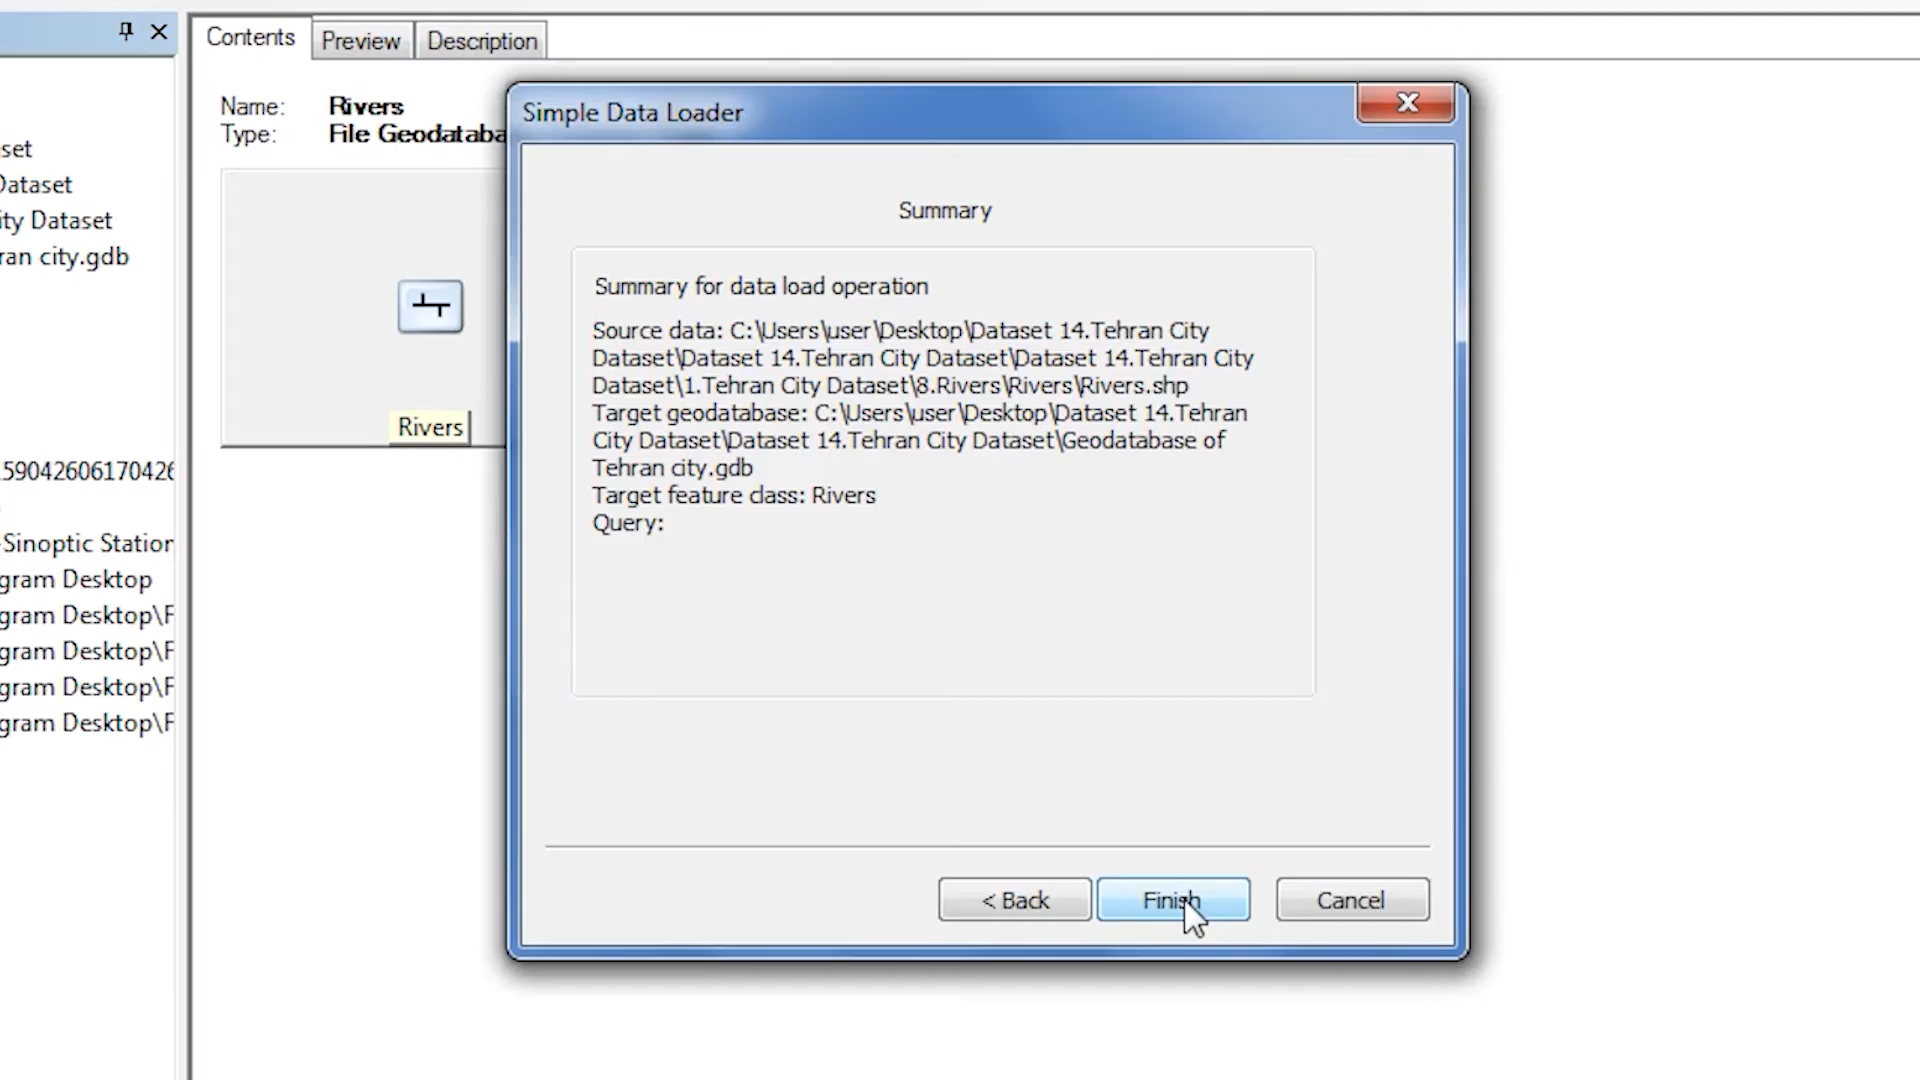 Contents
Preview
Description
Name: Rivers
Type: File Geodataba
set
Dataset
ity Dataset
ran city.gdb
59042606170426
Sinoptic Station
gram Desktop
gram Desktop\F
gram Desktop\F
gram Desktop\F
gram Desktop\F
Rivers
Simple Data Loader
Summary
Summary for data load operation
Source data: C:\Users\user\Desktop\Dataset 14.Tehran City
Dataset\Dataset 14.Tehran City Dataset\Dataset 14.Tehran City
Dataset\1.Tehran City Dataset\8.Rivers\Rivers\Rivers.shp
Target geodatabase: C:\Users\user\Desktop\Dataset 14.Tehran
City Dataset\Dataset 14.Tehran City Dataset\Geodatabase of
Tehran city.gdb
Target feature class: Rivers
Query:
< Back
Finish
Cancel